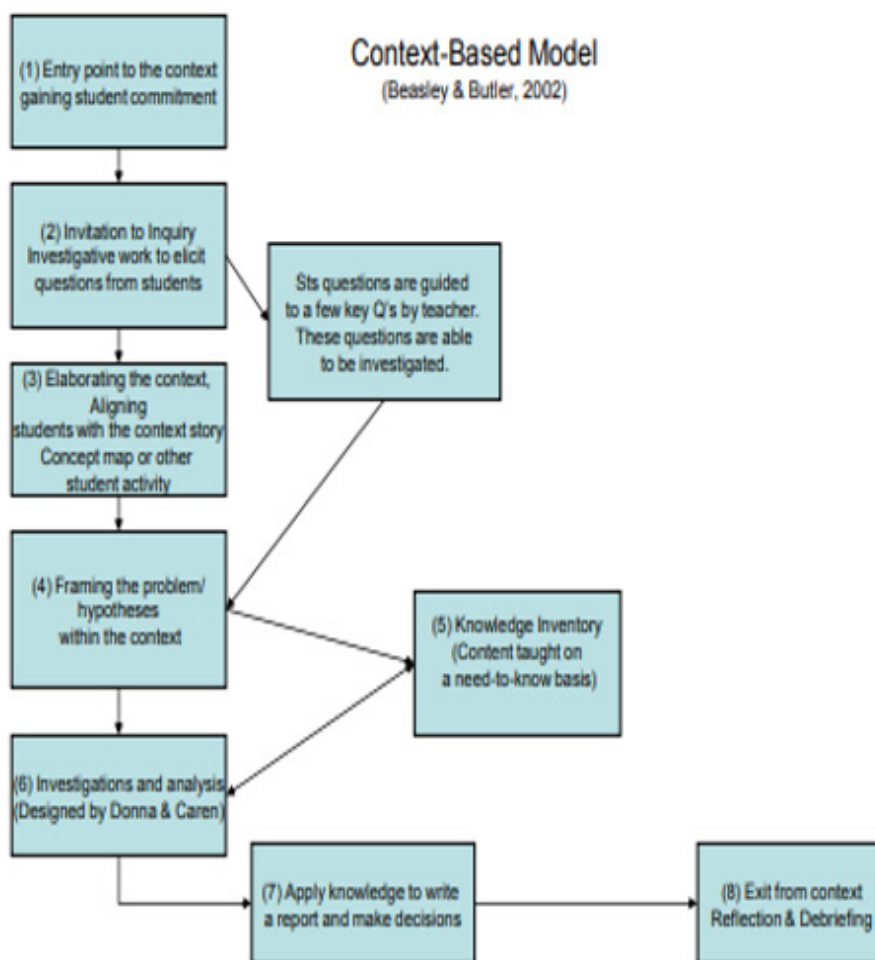 Context-Based Model
(Beasley & Butler, 2002)
(1) Entry point to the context
gaining student commitment
(2) Invitation to Inquiry
Investigative work to elicit
questions from students
Sts questions are guided
to a few key Q's by teacher.
These questions are able
to be investigated.
(3) Elaborating the context,
Aligning
students with the context story
Concept map or other
student activity
(4) Framing the problem/
hypotheses
within the context
(5) Knowledge Inventory
(Content taught on
a need-to-know basis)
(6) Investigations and analysis
(Designed by Donna & Caren)
(7) Apply knowledge to write
a report and make decisions
(8) Exit from context
Reflection & Debriefing